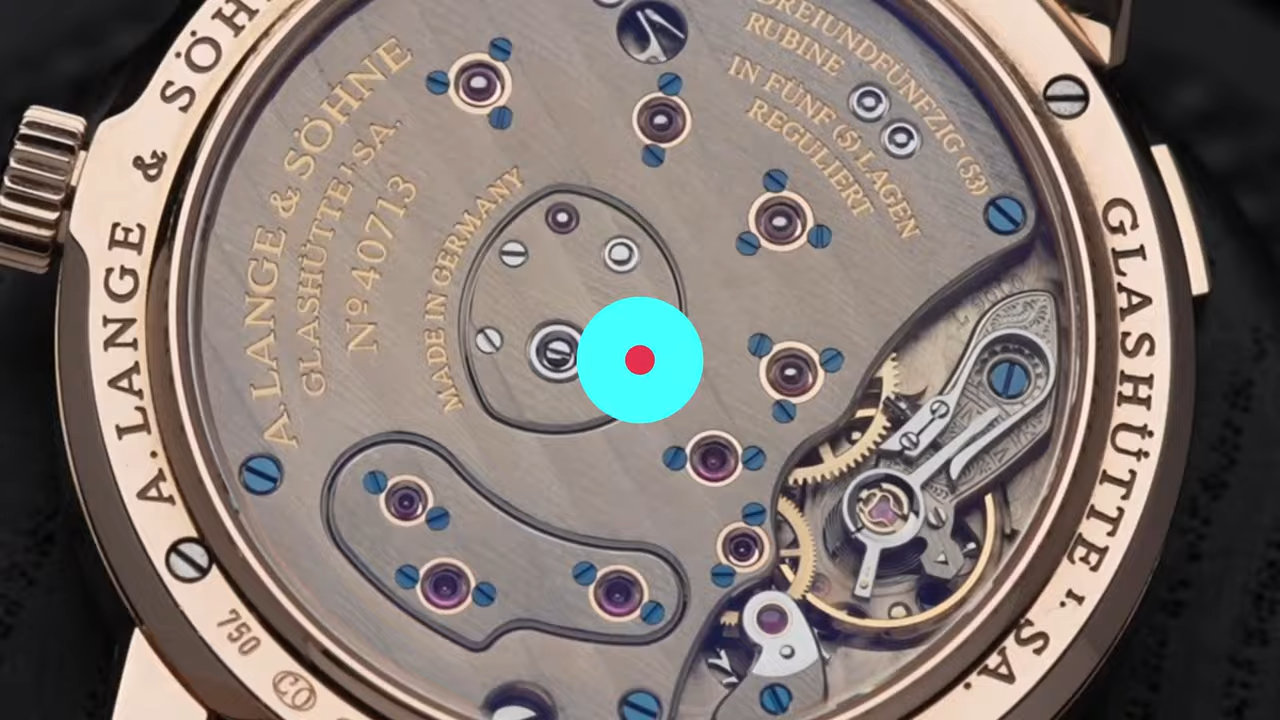 A. LANGE & SÖHNE
GLASHÜTTE I. SA.
Nº 40713
MADE IN GERMANY
DREIUNDFÜNFZIG (53)
RUBINE
IN FÜNF (5) LAGEN
REGULIERT
A. LANGE & SÖH
GLASHÜTTE I. SA.
750